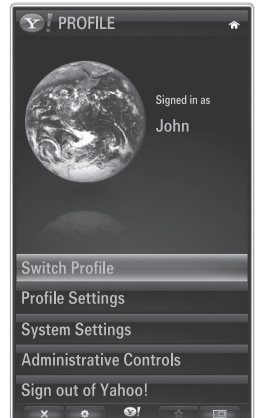 Y! PROFILE
Signed in as
John
Switch Profile
Profile Settings
System Settings
Administrative Controls
Sign out of Yahoo!
Y!